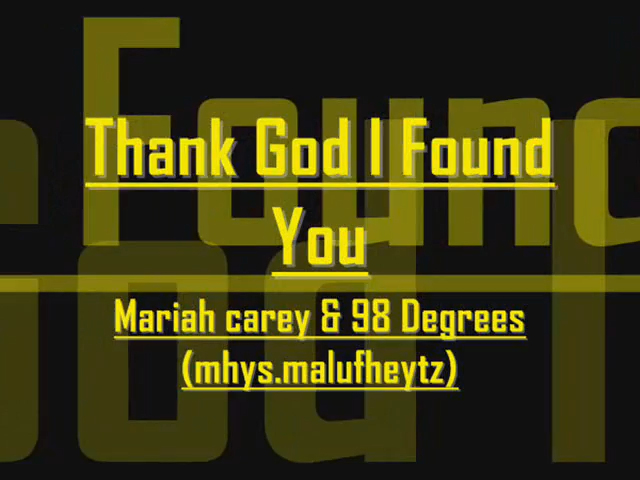 Thank God I Found
You
Mariah carey & 98 Degrees
(mhys.malufheytz)